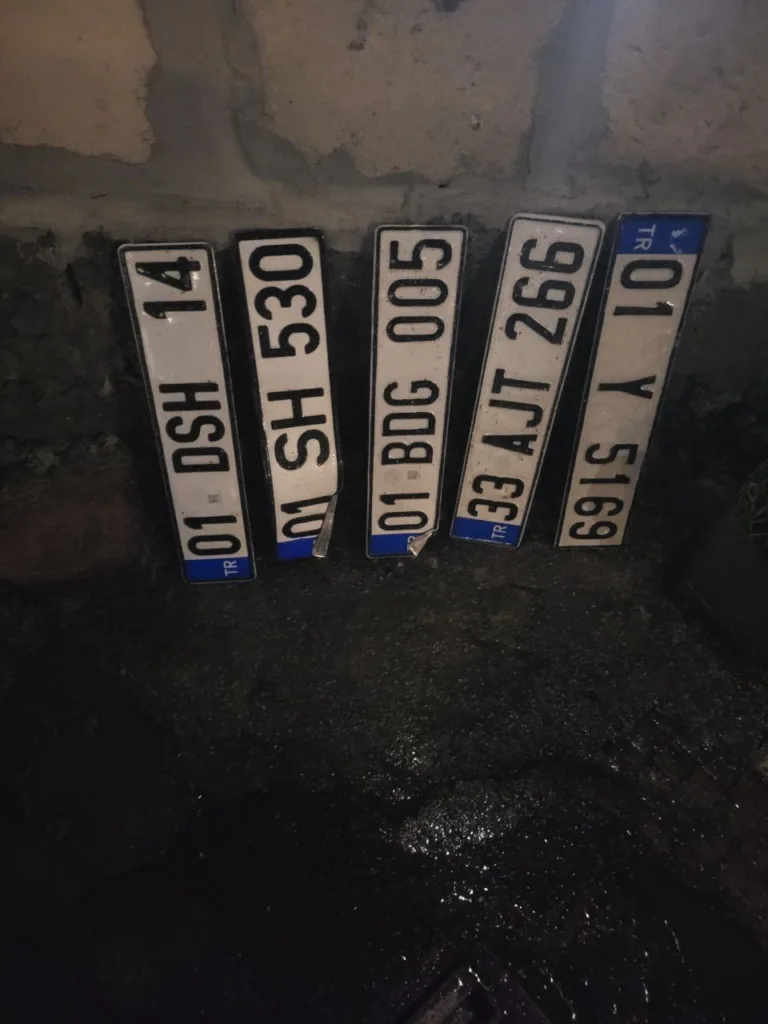 TR 01 DSH 14
01 SH 530
01 BDG 005
TR 33 AJT 266
TR 01 Y 5169